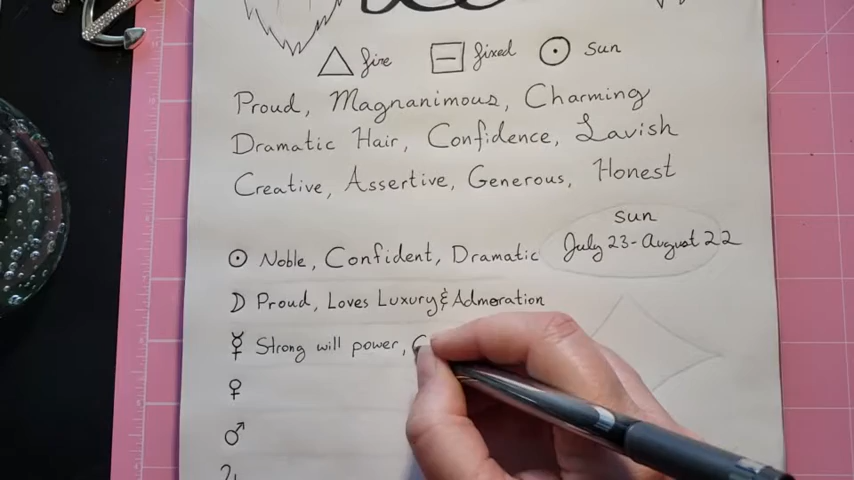 fire fixed Sun
Proud, Magnanimous, Charming
Dramatic Hair, Confidence, Lavish
Creative, Assertive, Generous, Honest
Sun
July 23-August 22
☉ Noble, Confident, Dramatic
☽ Proud, Loves Luxury & Admoration
☿ Strong will power, C
♀
♂
♃